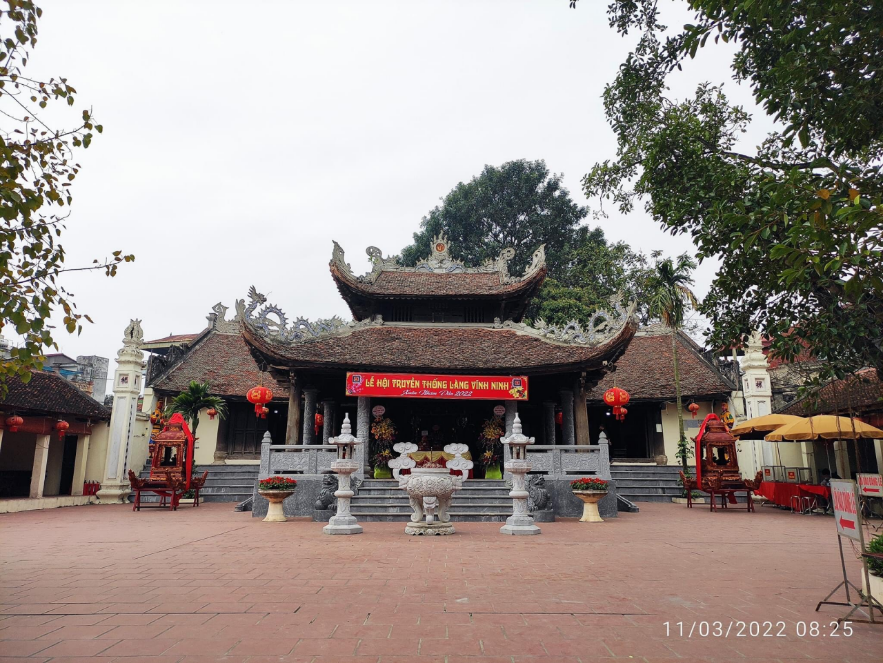 LỄ HỘI TRUYỀN THỐNG LÀNG VĨNH NINH
Xuân Nhâm Dần 2022
11/03/2022 08:25